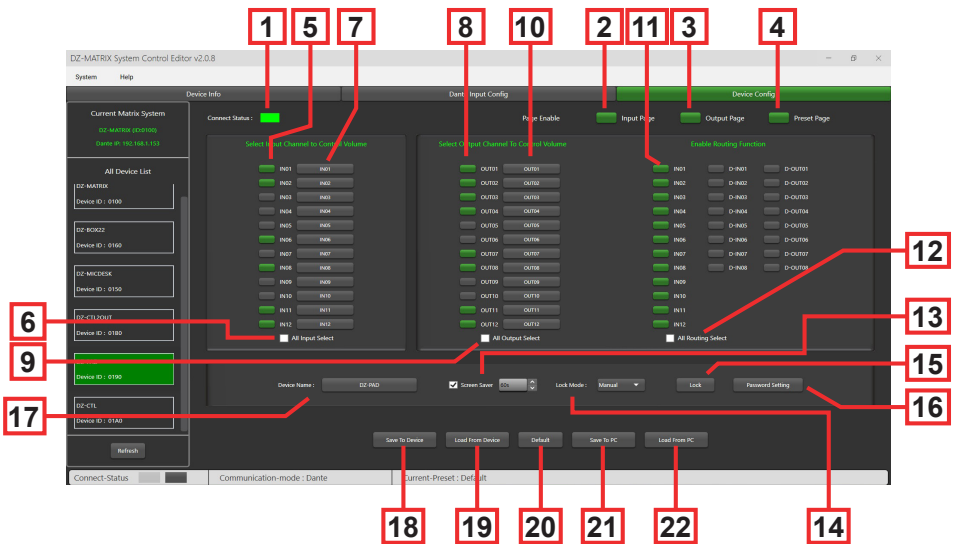 1 5 7 8 10 2 11 3 4
DZ-MATRIX System Control Editor v2.0.8
System Help
Device Info Dante Input Config Device Config
Current Matrix System
DZ-MATRIX (ID:0100)
Dante IP: 192.168.1.153
Connect Status : Page Enable Input Page Output Page Preset Page
Select Input Channel to Control Volume Select Output Channel To Control Volume Enable Routing Function
All Device List
IN01 IN01 OUT01 OUT01 IN01 D-IN01 D-OUT01
IN02 IN02 OUT02 OUT02 IN02 D-IN02 D-OUT02
IN03 IN03 OUT03 OUT03 IN03 D-IN03 D-OUT03
IN04 IN04 OUT04 OUT04 IN04 D-IN04 D-OUT04
IN05 IN05 OUT05 OUT05 IN05 D-IN05 D-OUT05
IN06 IN06 OUT06 OUT06 IN06 D-IN06 D-OUT06
IN07 IN07 OUT07 OUT07 IN07 D-IN07 D-OUT07
IN08 IN08 OUT08 OUT08 IN08 D-IN08 D-OUT08
IN09 IN09 OUT09 OUT09 IN09
IN10 IN10 OUT10 OUT10 IN10
IN11 IN11 OUT11 OUT11 IN11
IN12 IN12 OUT12 OUT12 IN12
All Input Select All Output Select All Routing Select
DZ-MATRIX
Device ID : 0100
DZ-BOX22
Device ID : 0160
DZ-MICDESK
Device ID : 0150
DZ-CTL2OUT
Device ID : 0180
Device ID : 0190
DZ-CTL
Device ID : 01A0
Refresh
12
13
6
9
15
16
17
Device Name : DZ-PAD Screen Saver 60s Lock Mode : Manual Lock Password Setting
Save To Device Load From Device Default Save To PC Load From PC
Connect-Status Communication-mode : Dante Current-Preset : Default
18 19 20 21 22 14